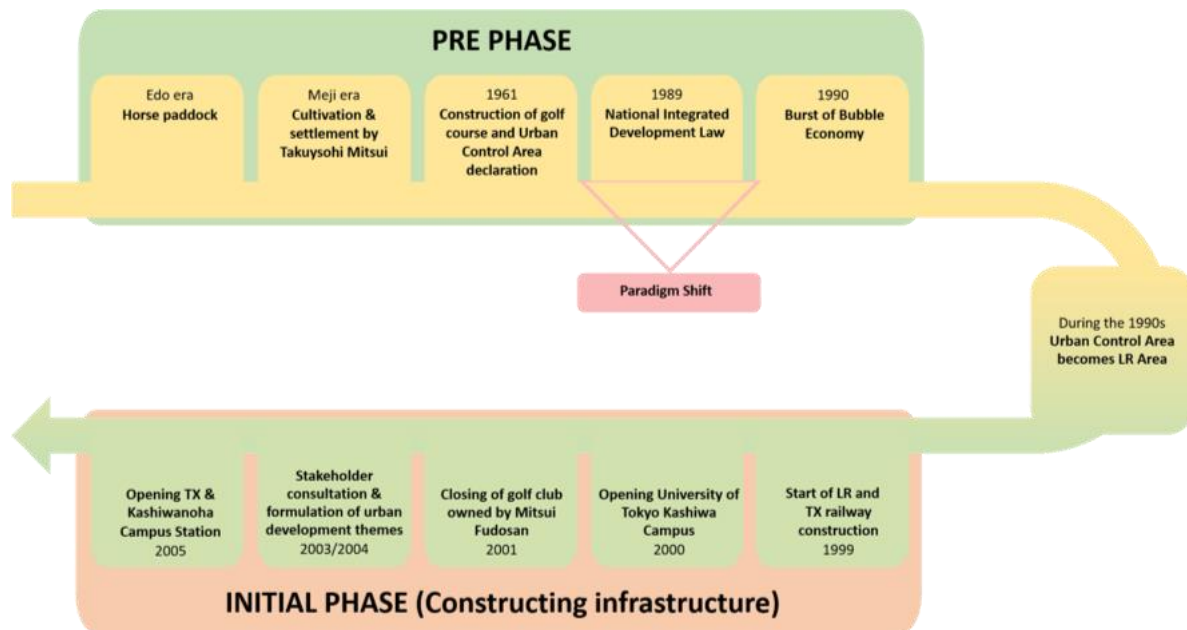 PRE PHASE
Edo era
Horse paddock
Meji era
Cultivation &
settlement by
Takuysohi Mitsui
1961
Construction of golf
course and Urban
Control Area
declaration
1989
National Integrated
Development Law
1990
Burst of Bubble
Economy
Paradigm Shift
During the 1990s
Urban Control Area
becomes LR Area
Start of LR and
TX railway
construction
1999
Opening University of
Tokyo Kashiwa
Campus
2000
Closing of golf club
owned by Mitsui
Fudosan
2001
Stakeholder
consultation &
formulation of urban
development themes
2003/2004
Opening TX &
Kashiwanoha
Campus Station
2005
INITIAL PHASE (Constructing infrastructure)